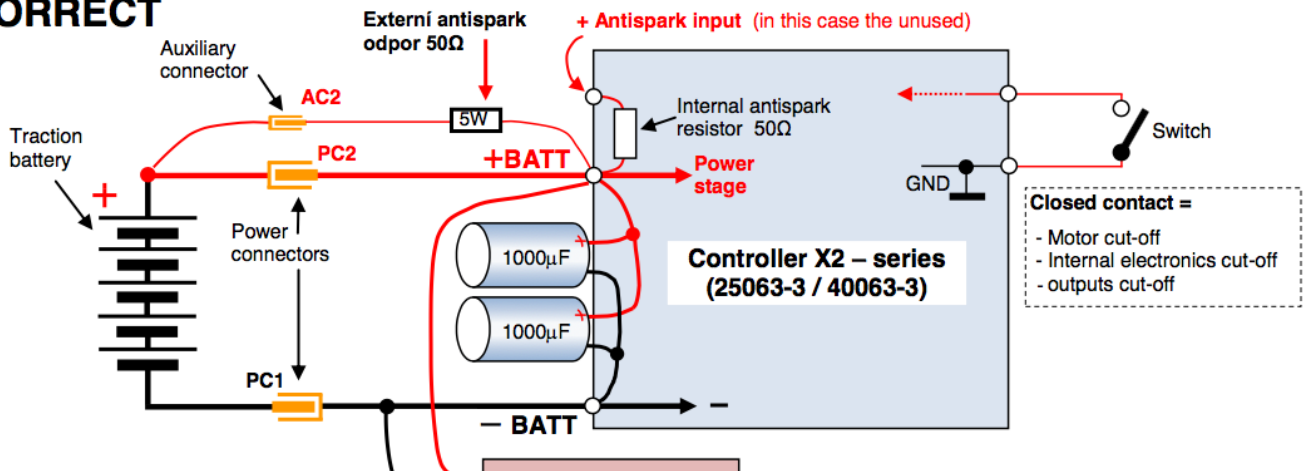 ORRECT
Externí antispark
odpor 50Ω
+ Antispark input (in this case the unused)
Auxiliary
connector
AC2
5W
Internal antispark
resistor 50Ω
Switch
Traction
battery
+
PC2
+BATT
Power
stage
GND
Closed contact =
- Motor cut-off
- Internal electronics cut-off
- outputs cut-off
Power
connectors
+
1000µF
Controller X2 – series
(25063-3 / 40063-3)
+
1000µF
PC1
– BATT
–